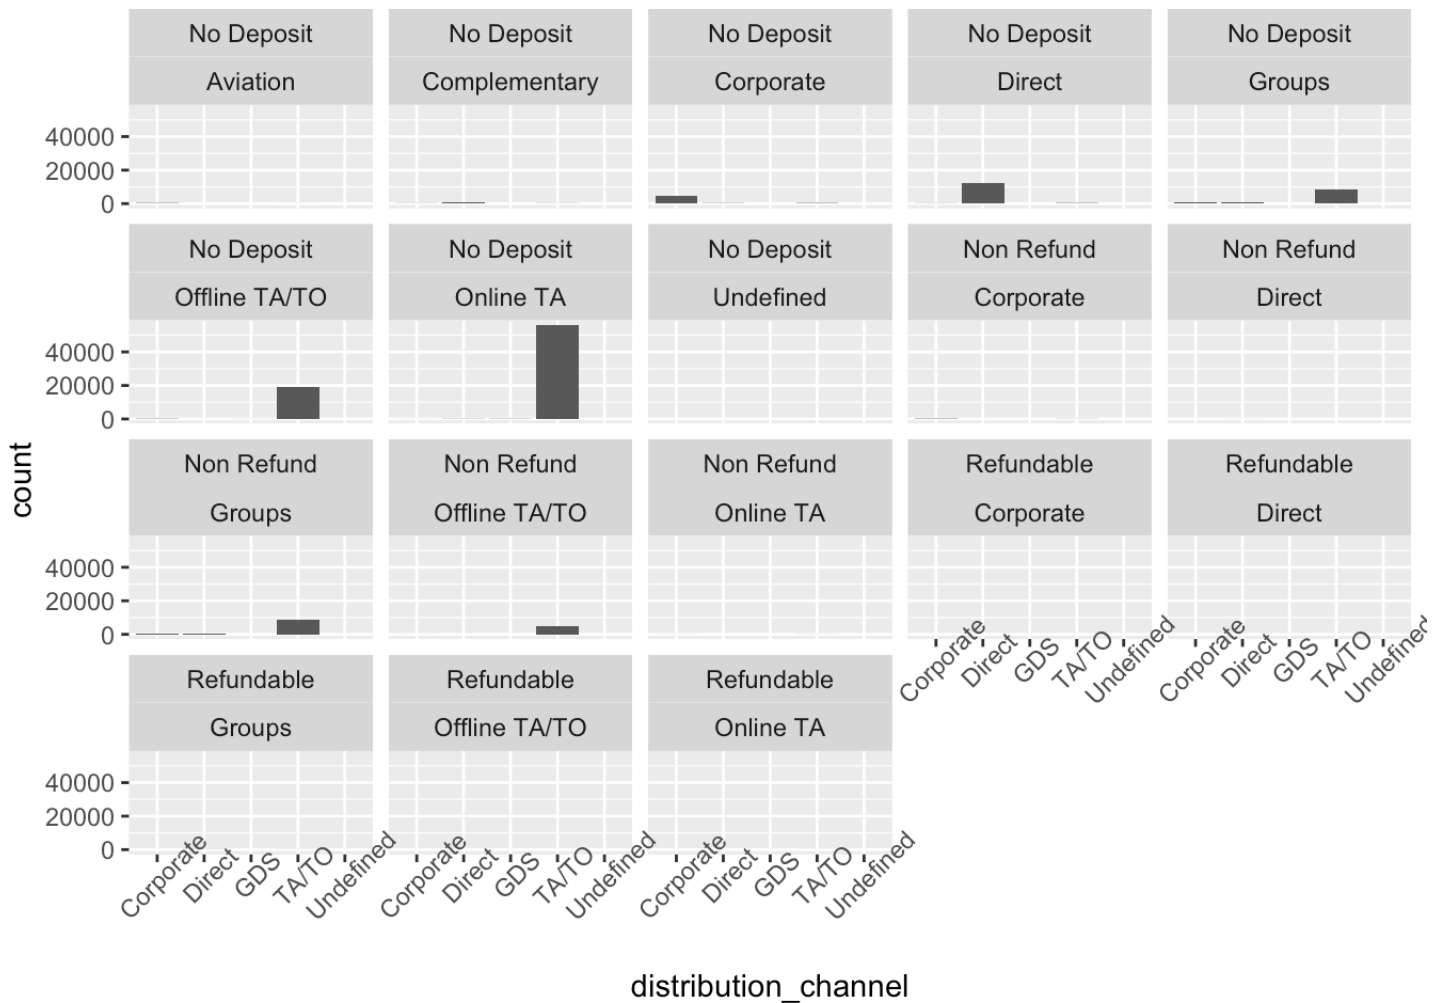 No Deposit No Deposit No Deposit No Deposit No Deposit
Aviation Complementary Corporate Direct Groups
40000
20000
0
No Deposit No Deposit No Deposit Non Refund Non Refund
Offline TA/TO Online TA Undefined Corporate Direct
40000
20000
0
Non Refund Non Refund Non Refund Refundable Refundable
Groups Offline TA/TO Online TA Corporate Direct
40000
20000
0
Corporate Direct GDS TA/TO Undefined Corporate Direct GDS TA/TO Undefined
Refundable Refundable Refundable
Groups Offline TA/TO Online TA
40000
20000
0
Corporate Direct GDS TA/TO Undefined Corporate Direct GDS TA/TO Undefined Corporate Direct GDS TA/TO Undefined
count
distribution_channel